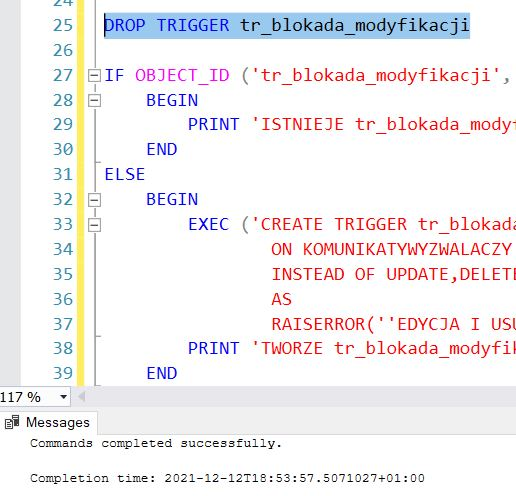 24
25 DROP TRIGGER tr_blokada_modyfikacji
26
27 IF OBJECT_ID ('tr_blokada_modyfikacji',
28 BEGIN
29 PRINT 'ISTNIEJE tr_blokada_modyf
30 END
31 ELSE
32 BEGIN
33 EXEC ('CREATE TRIGGER tr_blokada
34 ON KOMUNIKATYWYZWALACZY
35 INSTEAD OF UPDATE,DELETE
36 AS
37 RAISERROR(''EDYCJA I USU
38 PRINT 'TWORZE tr_blokada_modyfik
39 END
117 %
Messages
Commands completed successfully.
Completion time: 2021-12-12T18:53:57.5071027+01:00